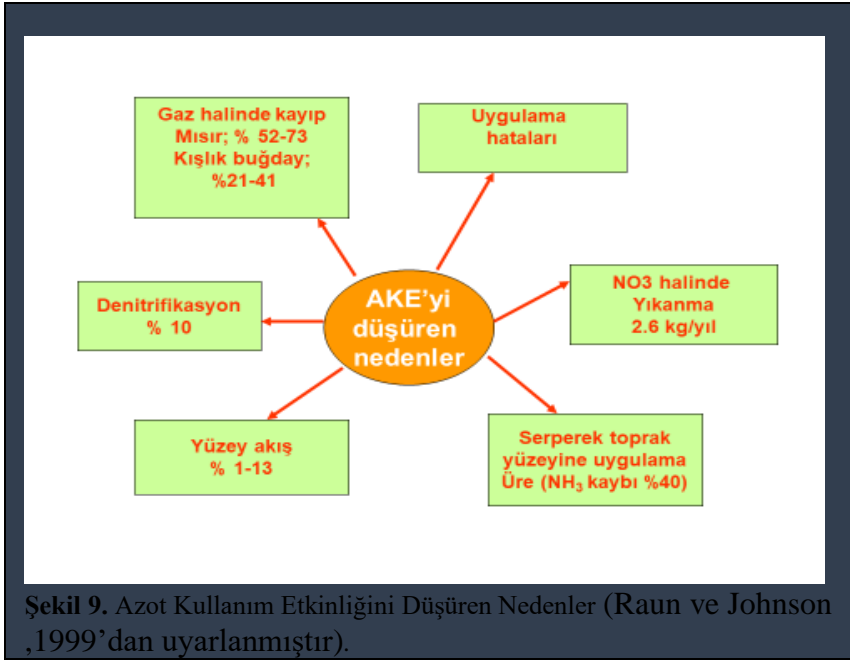 Gaz halinde kayıp
Mısır; % 52-73
Kışlık buğday;
%21-41
Uygulama
hataları
Denitrifikasyon
% 10
AKE’yi
düşüren
nedenler
NO3 halinde
Yıkanma
2.6 kg/yıl
Yüzey akış
% 1-13
Serperek toprak
yüzeyine uygulama
Üre (NH₃ kaybı %40)
Şekil 9. Azot Kullanım Etkinliğini Düşüren Nedenler (Raun ve Johnson
,1999’dan uyarlanmıştır).